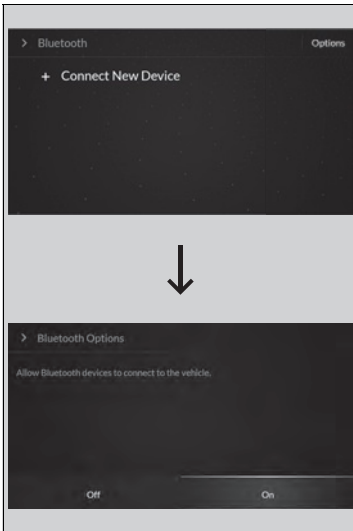 > Bluetooth Options
+ Connect New Device
> Bluetooth Options
Allow Bluetooth devices to connect to the vehicle.
Off On